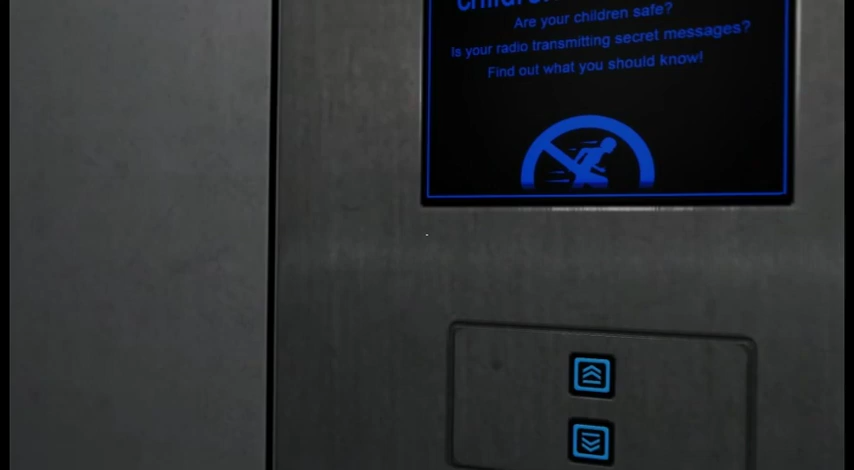 Are your children safe?
Is your radio transmitting secret messages?
Find out what you should know!